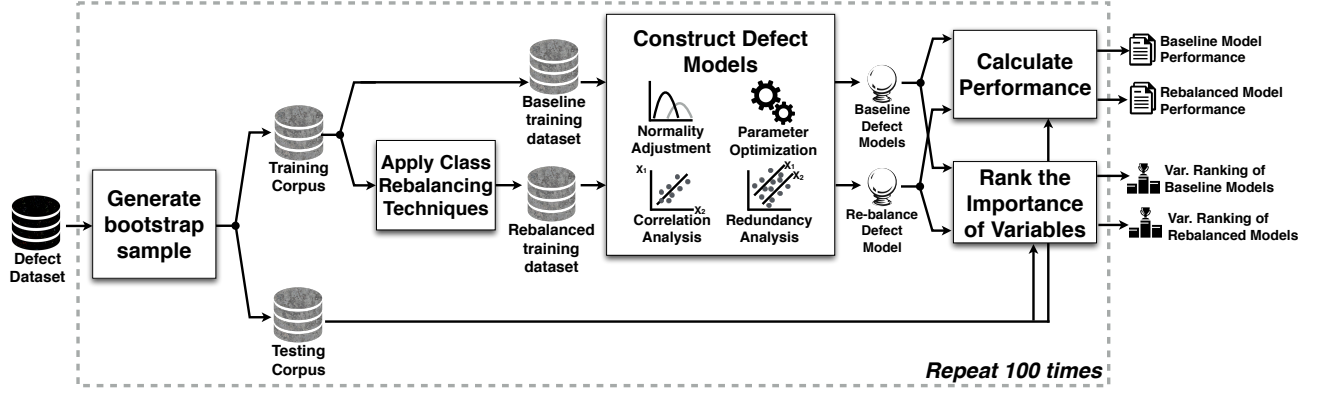 Defect
Dataset
Generate
bootstrap
sample
Training
Corpus
Testing
Corpus
Apply Class
Rebalancing
Techniques
Baseline
training
dataset
Rebalanced
training
dataset
Construct Defect
Models
Normality
Adjustment
Parameter
Optimization
X1
X2
Correlation
Analysis
X1
X2
Redundancy
Analysis
Baseline
Defect
Models
Re-balance
Defect
Model
Calculate
Performance
Rank the
Importance
of Variables
Baseline Model
Performance
Rebalanced Model
Performance
Var. Ranking of
Baseline Models
Var. Ranking of
Rebalanced Models
Repeat 100 times